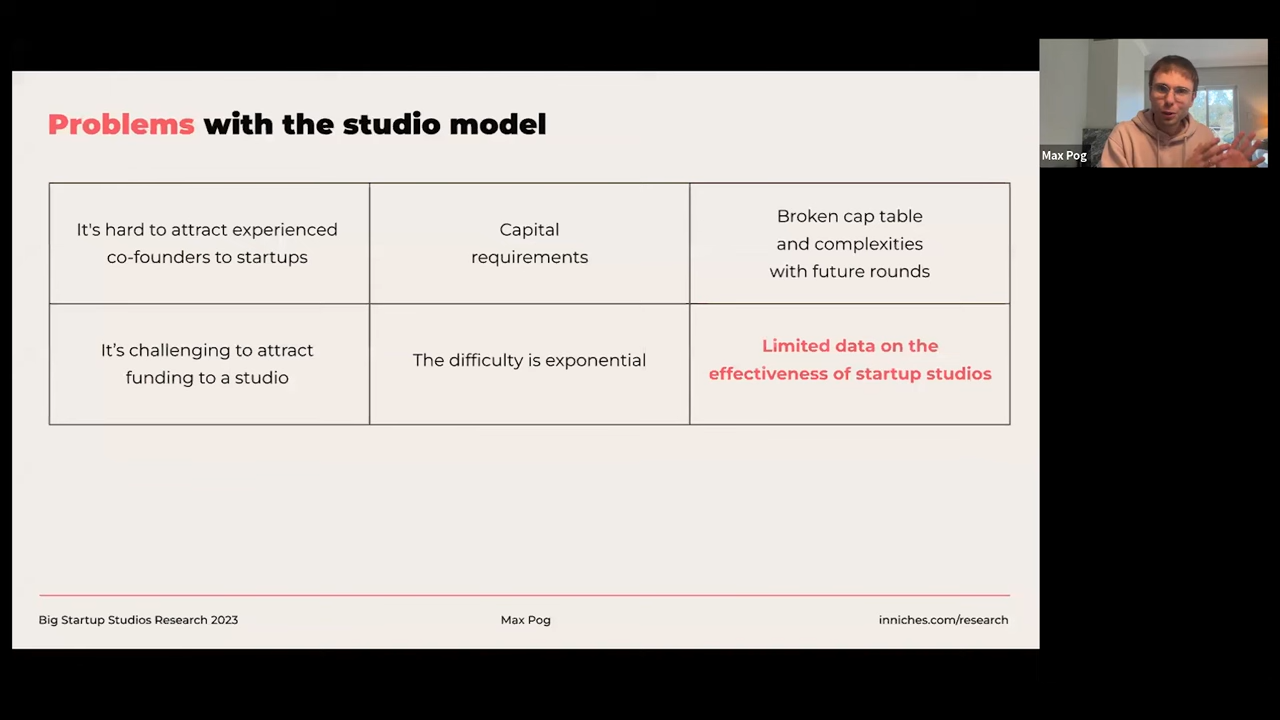 Problems with the studio model
It's hard to attract experienced
co-founders to startups
Capital
requirements
Broken cap table
and complexities
with future rounds
It’s challenging to attract
funding to a studio
The difficulty is exponential
Limited data on the
effectiveness of startup studios
Big Startup Studios Research 2023
Max Pog
inniches.com/research
Max Pog